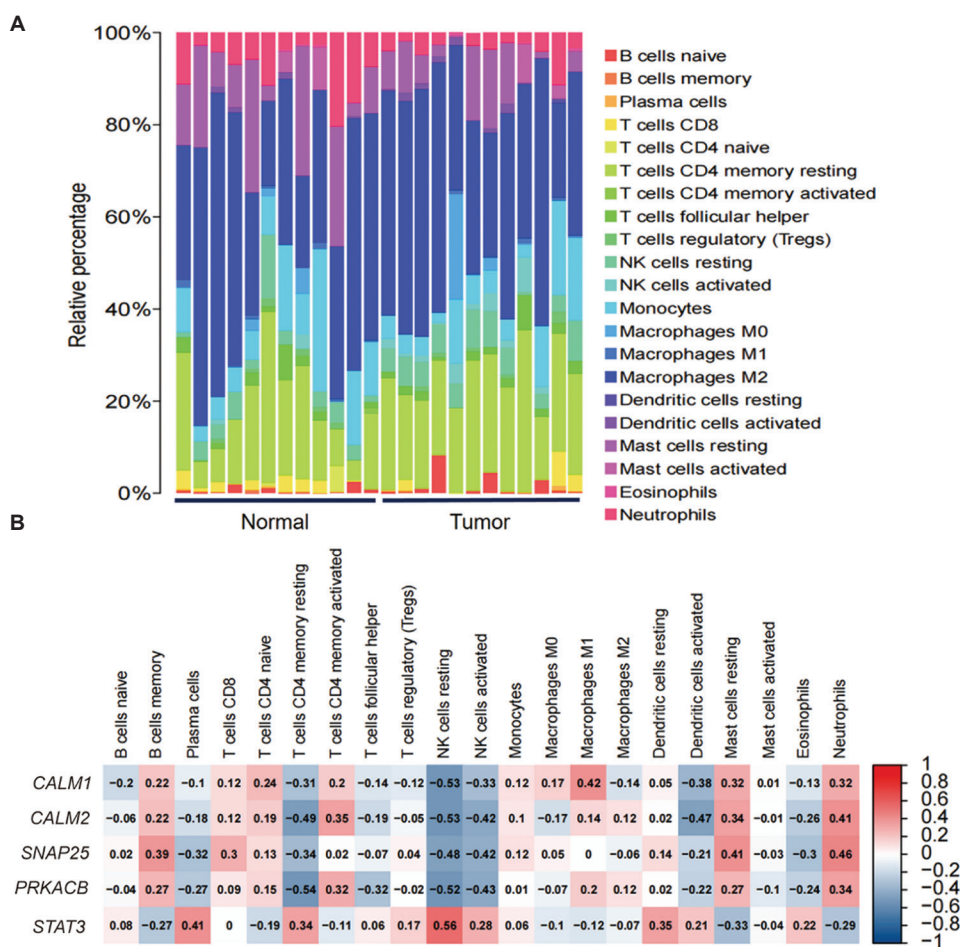 A
100%
80%
60%
40%
20%
0%
Relative percentage
Normal
Tumor
B cells naive
B cells memory
Plasma cells
T cells CD8
T cells CD4 naive
T cells CD4 memory resting
T cells CD4 memory activated
T cells follicular helper
T cells regulatory (Tregs)
NK cells resting
NK cells activated
Monocytes
Macrophages M0
Macrophages M1
Macrophages M2
Dendritic cells resting
Dendritic cells activated
Mast cells resting
Mast cells activated
Eosinophils
Neutrophils
B
B cells naive
B cells memory
Plasma cells
T cells CD8
T cells CD4 naive
T cells CD4 memory resting
T cells CD4 memory activated
T cells follicular helper
T cells regulatory (Tregs)
NK cells resting
NK cells activated
Monocytes
Macrophages M0
Macrophages M1
Macrophages M2
Dendritic cells resting
Dendritic cells activated
Mast cells resting
Mast cells activated
Eosinophils
Neutrophils
CALM1 −0.2 0.22 −0.1 0.12 0.24 −0.31 0.2 −0.14 −0.12 −0.53 −0.33 0.12 0.17 0.42 −0.14 0.05 −0.38 0.32 0.01 −0.13 0.32
CALM2 −0.06 0.22 −0.18 0.12 0.19 −0.49 0.35 −0.19 −0.05 −0.53 −0.42 0.1 −0.17 0.14 0.12 0.02 −0.47 0.34 −0.01 −0.26 0.41
SNAP25 0.02 0.39 −0.32 0.3 0.13 −0.34 0.02 −0.07 0.04 −0.48 −0.42 0.12 0.05 0 −0.06 0.14 −0.21 0.41 −0.03 −0.3 0.46
PRKACB −0.04 0.27 −0.27 0.09 0.15 −0.54 0.32 −0.32 −0.02 −0.52 −0.43 0.01 −0.07 0.2 0.12 0.02 −0.22 0.27 −0.1 −0.24 0.34
STAT3 0.08 −0.27 0.41 0 −0.19 0.34 −0.11 0.06 0.17 0.56 0.28 0.06 −0.1 −0.12 −0.07 0.35 0.21 −0.33 −0.04 0.22 −0.29
1
0.8
0.6
0.4
0.2
0
−0.2
−0.4
−0.6
−0.8
−1